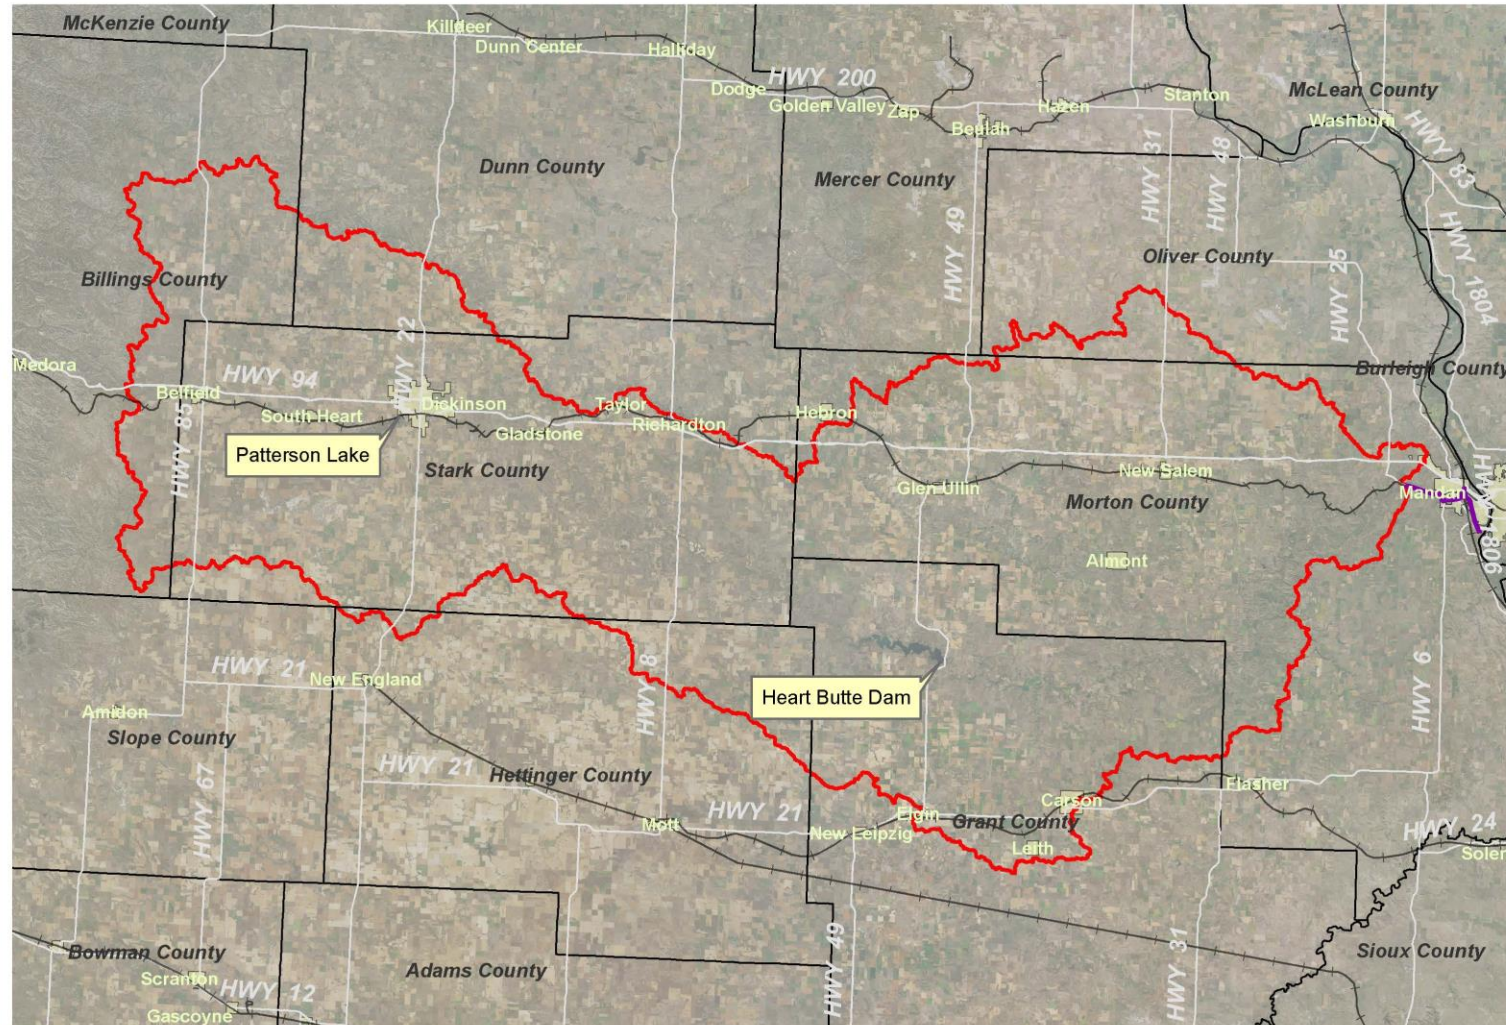 McKenzie County
Killdeer
Dunn Center
Halliday
HWY 200
Dodge
Golden Valley
Zap
Beulah
Hazen
Stanton
McLean County
Washburn
HWY 83
Dunn County
Mercer County
HWY 31
HWY 48
HWY 49
Oliver County
HWY 25
HWY 1804
Billings County
HWY 22
Medora
HWY 94
Burleigh County
Belfield
HWY 85
South Heart
Dickinson
Gladstone
Taylor
Richardton
Hebron
Patterson Lake
Stark County
Glen Ullin
New Salem
Morton County
Mandan
HWY 1806
Almont
HWY 21
New England
HWY 8
Heart Butte Dam
HWY 6
Amidon
Slope County
HWY 67
HWY 21
Hettinger County
HWY 21
Mott
New Leipzig
Elgin
Grant County
Carson
Leith
Flasher
HWY 24
Solen
Bowman County
Scranton
HWY 12
Gascoyne
Adams County
HWY 49
HWY 31
Sioux County